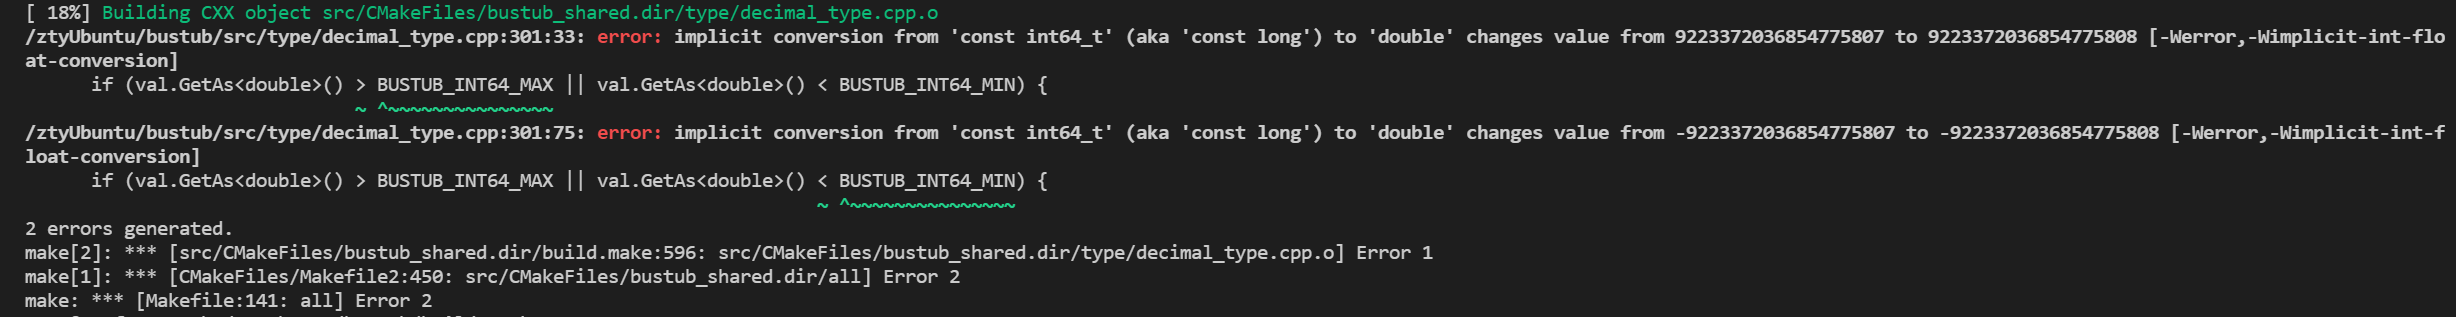 [ 18%] Building CXX object src/CMakeFiles/bustub_shared.dir/type/decimal_type.cpp.o
/ztyUbuntu/bustub/src/type/decimal_type.cpp:301:33: error: implicit conversion from 'const int64_t' (aka 'const long') to 'double' changes value from 9223372036854775807 to 9223372036854775808 [-Werror,-Wimplicit-int-flo
at-conversion]
      if (val.GetAs<double>() > BUSTUB_INT64_MAX || val.GetAs<double>() < BUSTUB_INT64_MIN) {
                              ~ ^~~~~~~~~~~~~~~~
/ztyUbuntu/bustub/src/type/decimal_type.cpp:301:75: error: implicit conversion from 'const int64_t' (aka 'const long') to 'double' changes value from -9223372036854775807 to -9223372036854775808 [-Werror,-Wimplicit-int-f
loat-conversion]
      if (val.GetAs<double>() > BUSTUB_INT64_MAX || val.GetAs<double>() < BUSTUB_INT64_MIN) {
                                                                        ~ ^~~~~~~~~~~~~~~~
2 errors generated.
make[2]: *** [src/CMakeFiles/bustub_shared.dir/build.make:596: src/CMakeFiles/bustub_shared.dir/type/decimal_type.cpp.o] Error 1
make[1]: *** [CMakeFiles/Makefile2:450: src/CMakeFiles/bustub_shared.dir/all] Error 2
make: *** [Makefile:141: all] Error 2